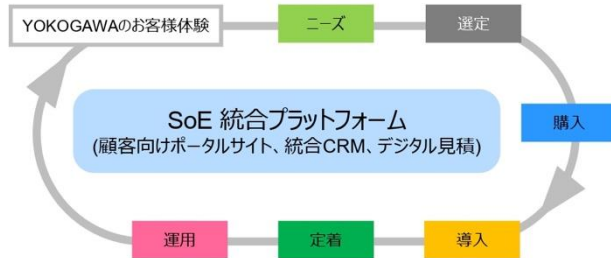 YOKOGAWAのお客様体験
ニーズ
選定
SoE 統合プラットフォーム
(顧客向けポータルサイト、統合CRM、デジタル見積)
購入
運用
定着
導入